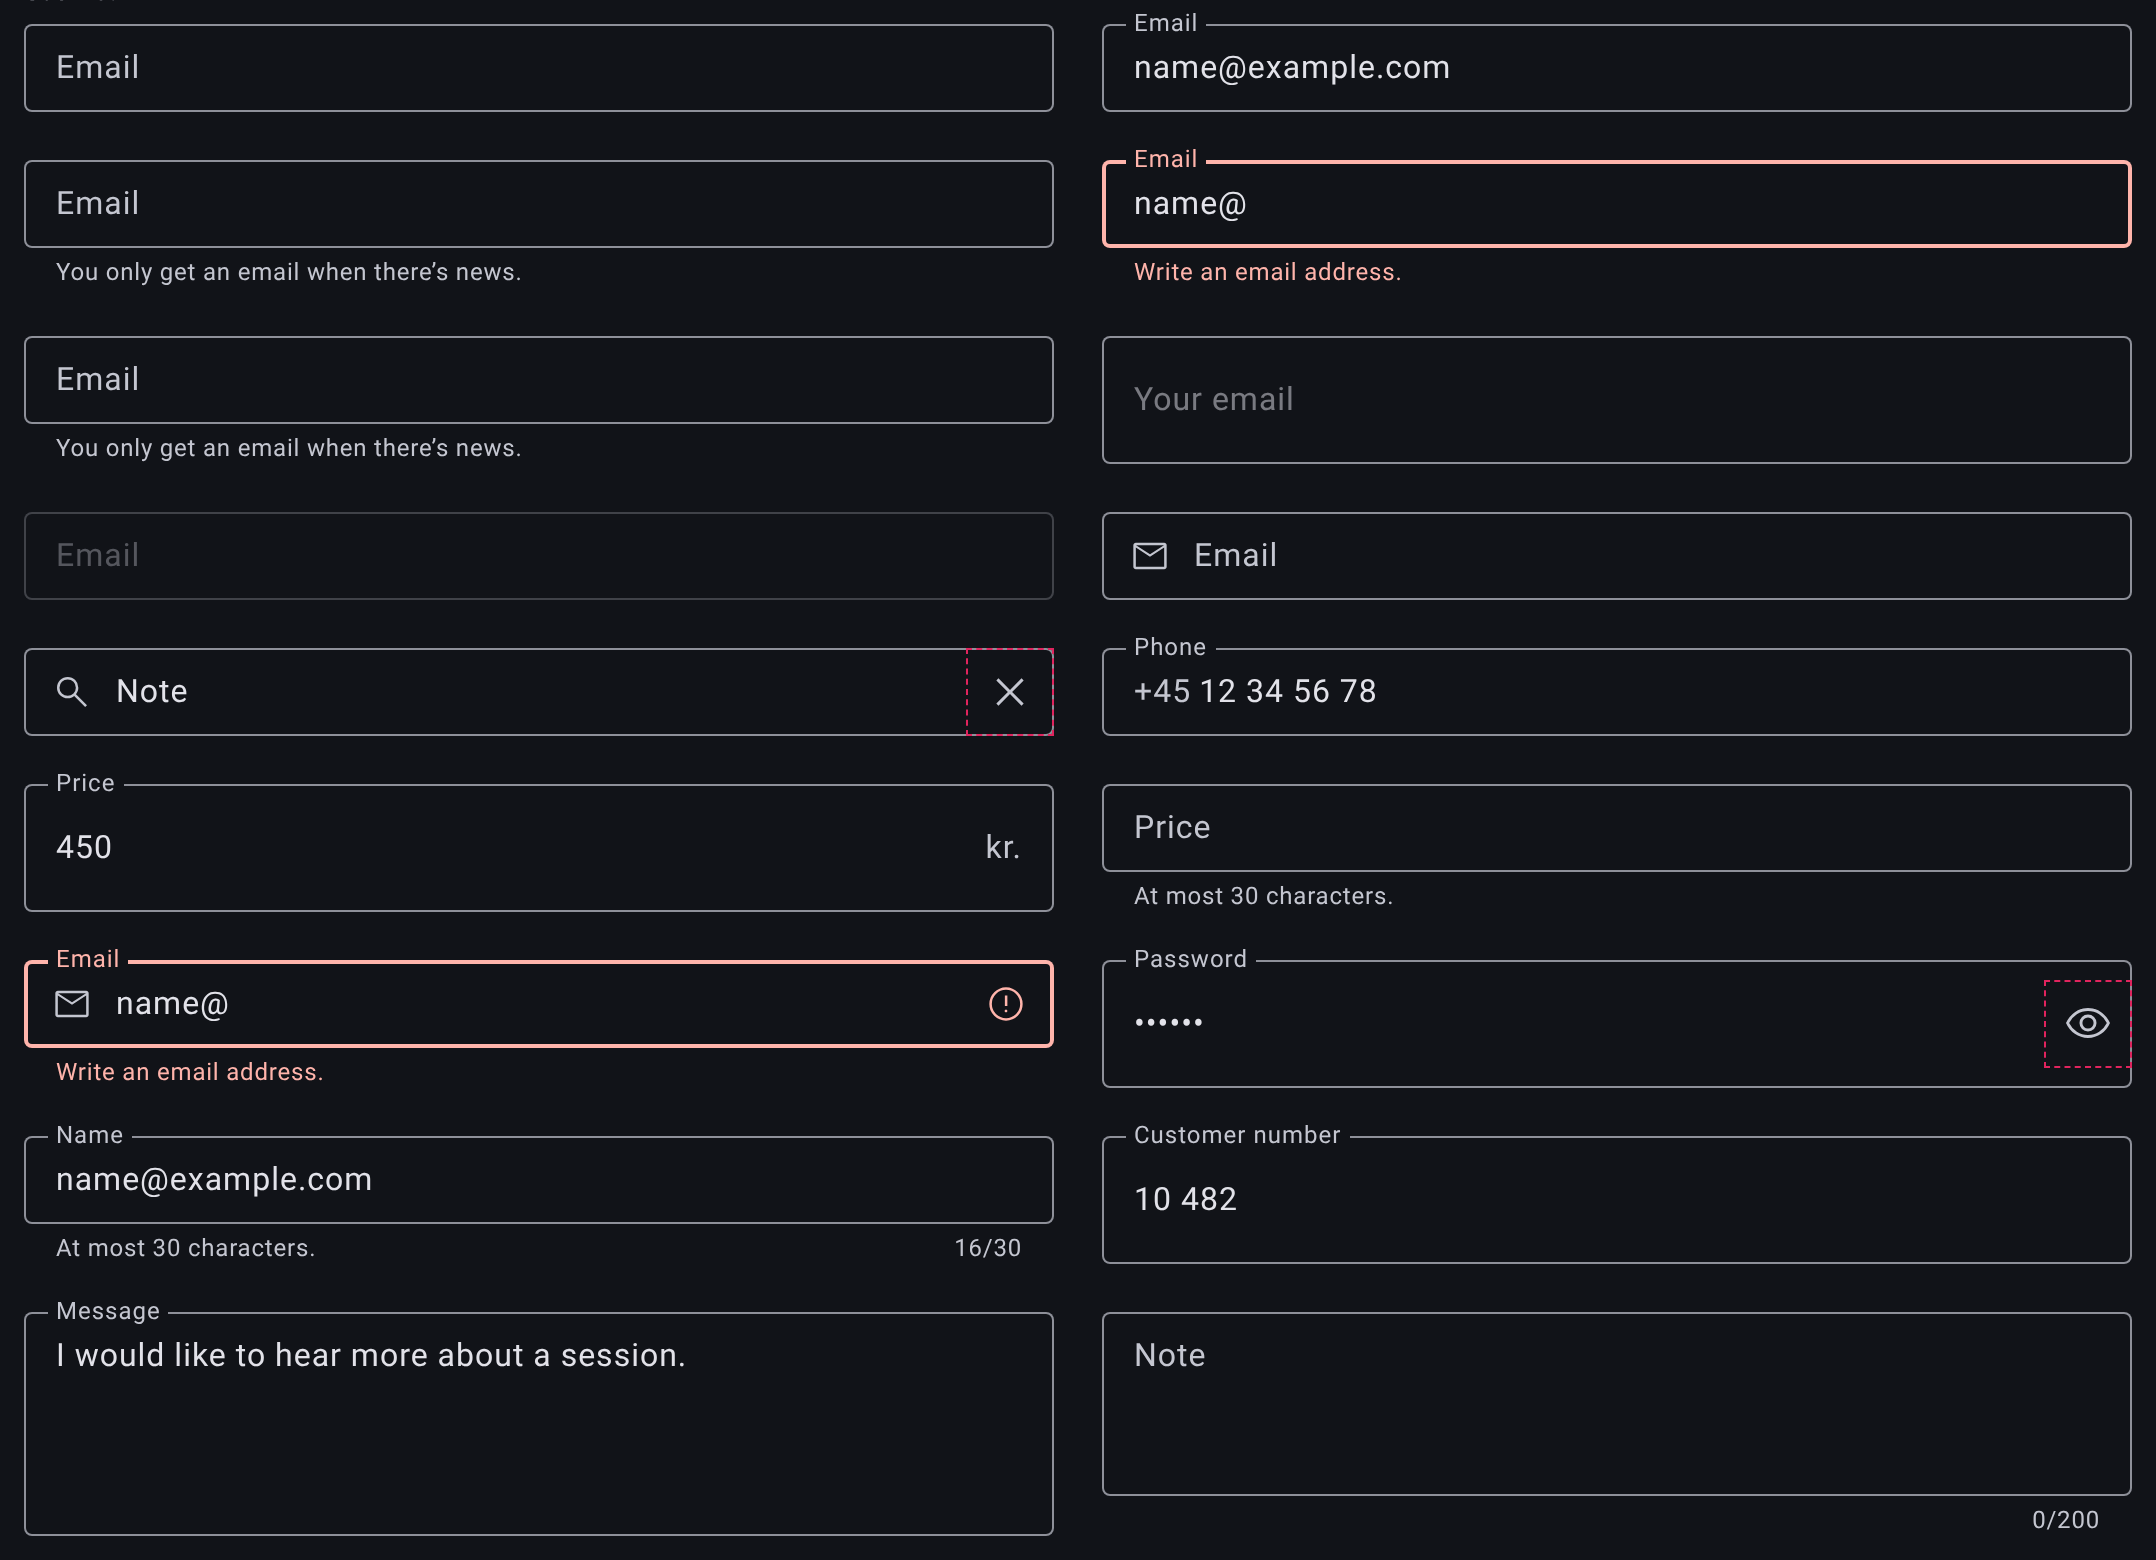 Email
Email
name@example.com
Email
You only get an email when there’s news.
Email
name@
Write an email address.
Email
You only get an email when there’s news.
Your email
Email
Email
Note
Phone
+45 12 34 56 78
Price
450 kr.
Price
At most 30 characters.
Email
name@
Write an email address.
Password
••••••
Name
name@example.com
At most 30 characters. 16/30
Customer number
10 482
Message
I would like to hear more about a session.
Note
0/200